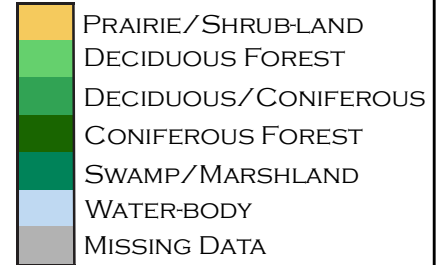 Prairie/Shrub-land
Deciduous Forest
Deciduous/Coniferous
Coniferous Forest
Swamp/Marshland
Water-body
Missing Data